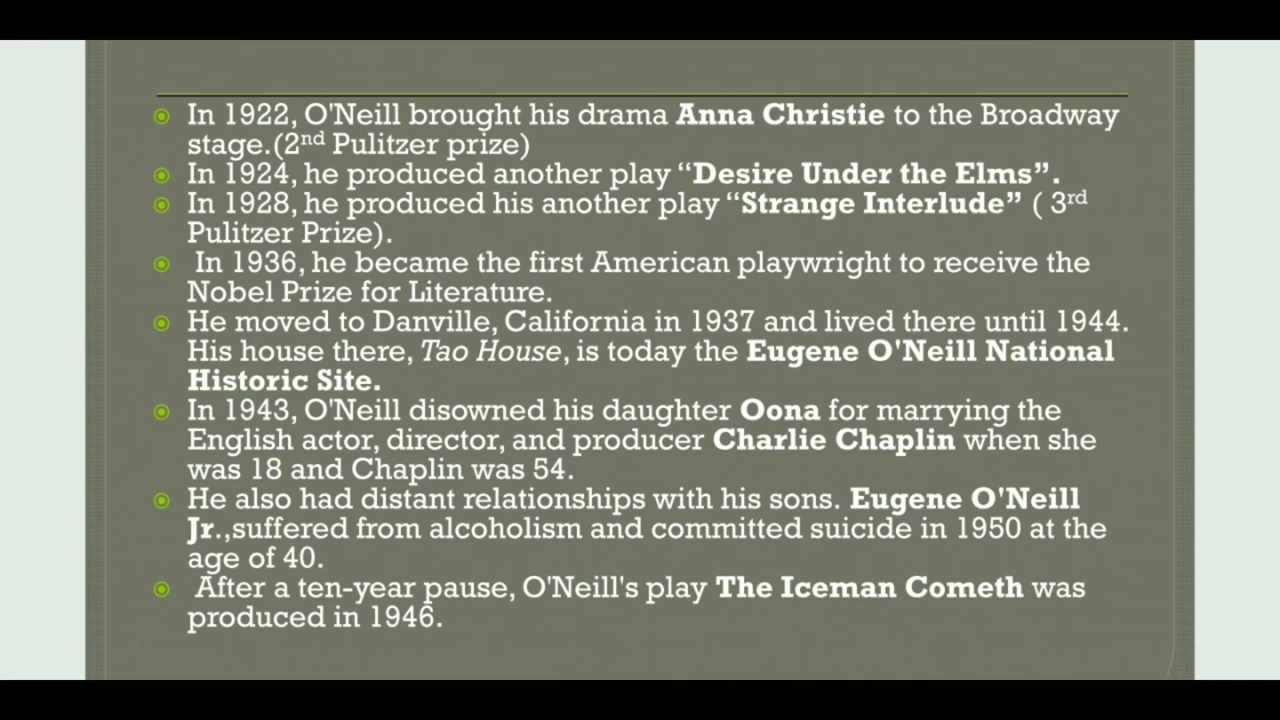 In 1922, O'Neill brought his drama Anna Christie to the Broadway
stage.(2nd Pulitzer prize)
In 1924, he produced another play “Desire Under the Elms”.
In 1928, he produced his another play “Strange Interlude” ( 3rd
Pulitzer Prize).
In 1936, he became the first American playwright to receive the
Nobel Prize for Literature.
He moved to Danville, California in 1937 and lived there until 1944.
His house there, Tao House, is today the Eugene O'Neill National
Historic Site.
In 1943, O'Neill disowned his daughter Oona for marrying the
English actor, director, and producer Charlie Chaplin when she
was 18 and Chaplin was 54.
He also had distant relationships with his sons. Eugene O'Neill
Jr.,suffered from alcoholism and committed suicide in 1950 at the
age of 40.
After a ten-year pause, O'Neill's play The Iceman Cometh was
produced in 1946.